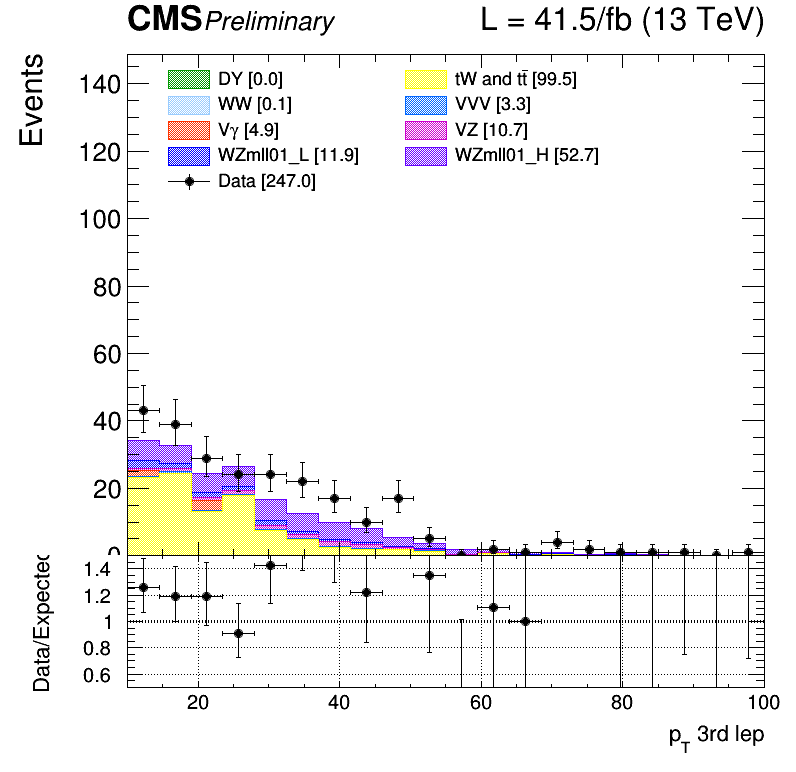 CMS Preliminary L = 41.5/fb (13 TeV)
Events
140
120
100
80
60
40
20
0
DY [0.0]
WW [0.1]
Vγ [4.9]
WZmll01_L [11.9]
Data [247.0]
tW and tt̄ [99.5]
VVV [3.3]
VZ [10.7]
WZmll01_H [52.7]
Data/Expected
1.4
1.2
1
0.8
0.6
20 40 60 80 100
p_T 3rd lep